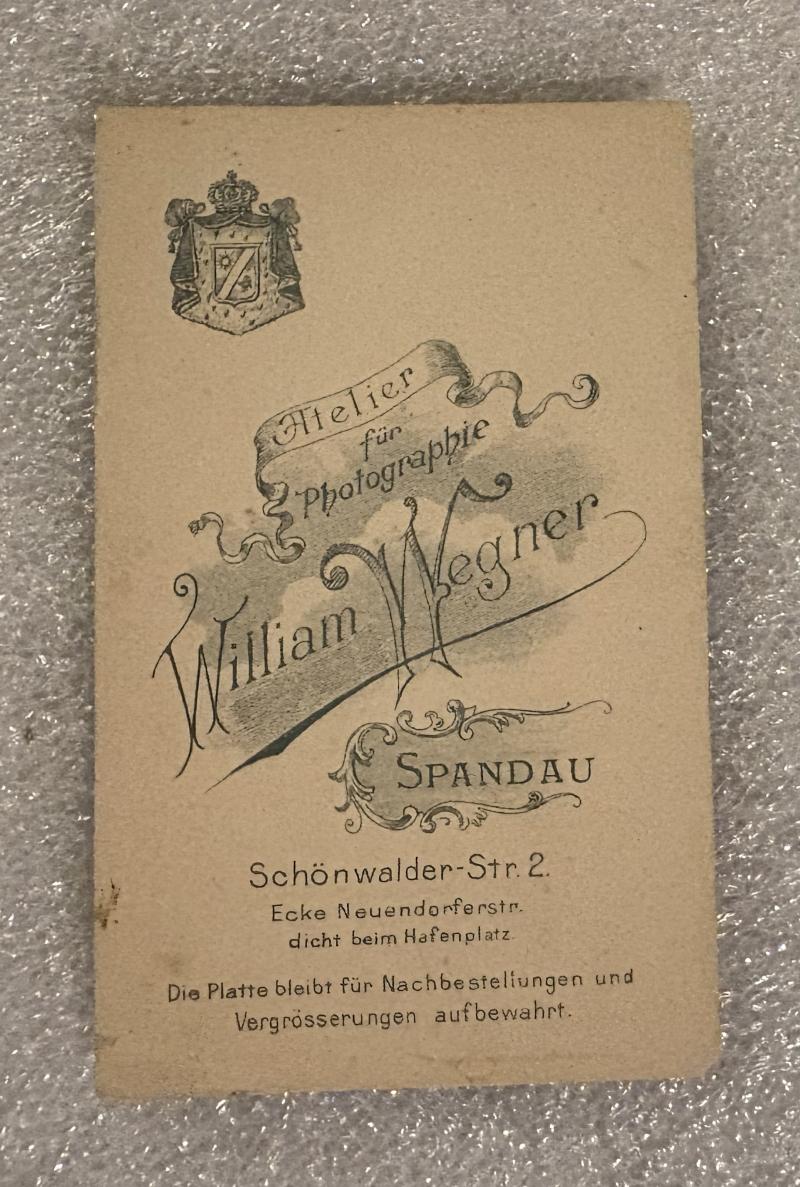 Atelier
für
Photographie
William Wegner
SPANDAU
Schönwalder-Str. 2.
Ecke Neuendorferstr.
dicht beim Hafenplatz.
Die Platte bleibt für Nachbestellungen und
Vergrösserungen aufbewahrt.